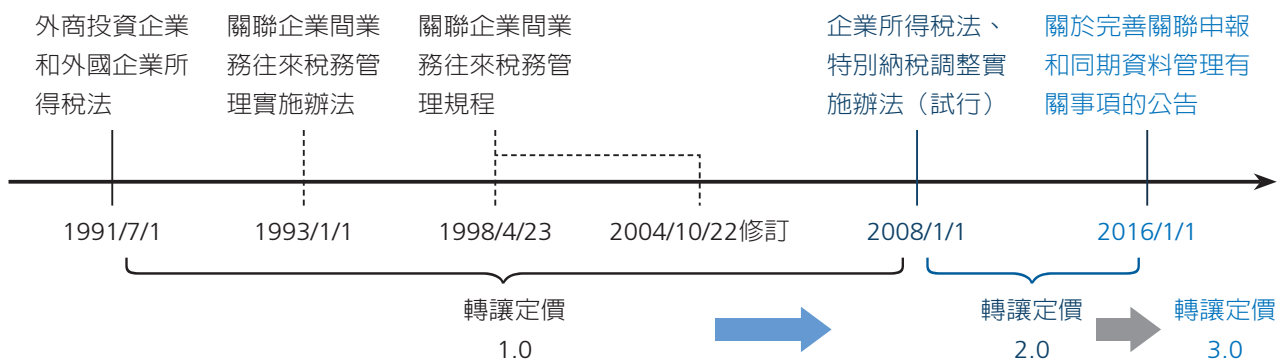 外商投資企業
和外國企業所
得稅法
關聯企業間業
務往來稅務管
理實施辦法
關聯企業間業
務往來稅務管
理規程
企業所得稅法、
特別納稅調整實
施辦法（試行）
關於完善關聯申報
和同期資料管理有
關事項的公告
1991/7/1
1993/1/1
1998/4/23
2004/10/22修訂
2008/1/1
2016/1/1
轉讓定價
1.0
轉讓定價
2.0
轉讓定價
3.0